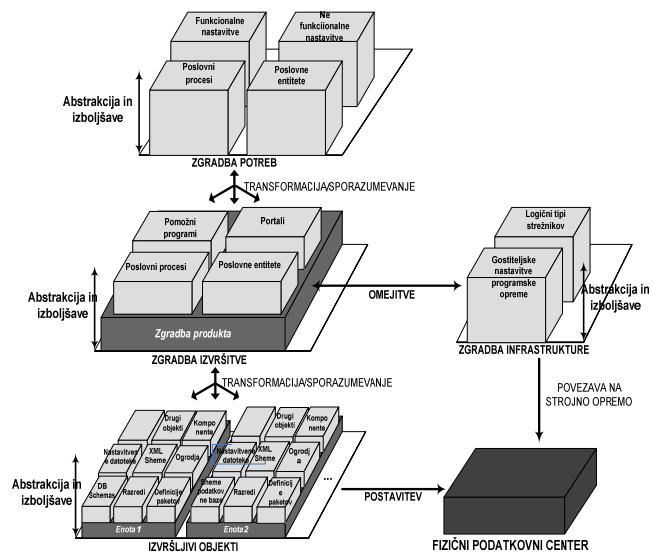 Funkcionalne
nastavitve
Ne
funkcionalne
nastavitve
Poslovni
procesi
Poslovne
entitete
Abstrakcija in
izboljšave
ZGRADBA POTREB
TRANSFORMACIJA/SPORAZUMEVANJE
Pomožni
programi
Portali
Poslovni procesi
Poslovne entitete
Abstrakcija in
izboljšave
Zgradba produkta
ZGRADBA IZVRŠITVE
OMEJITVE
Logični tipi
strežnikov
Gostiteljske
nastavitve
programske
opreme
Abstrakcija in
izboljšave
ZGRADBA INFRASTRUKTURE
TRANSFORMACIJA/SPORAZUMEVANJE
POVEZAVA NA
STROJNO OPREMO
Drugi
objekti
Kompo
nente
Nastavitven
e datoteke
XML
Sheme
Ogrodja
DB
Schemas
Razredi
Definicije
paketov
Enota 1
Drugi
objekti
Kompo
nente
Nastavitvene
datoteke
XML
Sheme
Ogrodj
a
Sheme
podatkov
ne baze
Razredi
Definicij
e
paketov
Enota 2
...
Abstrakcija in
izboljšave
IZVRŠLJIVI OBJEKTI
POSTAVITEV
FIZIČNI PODATKOVNI CENTER